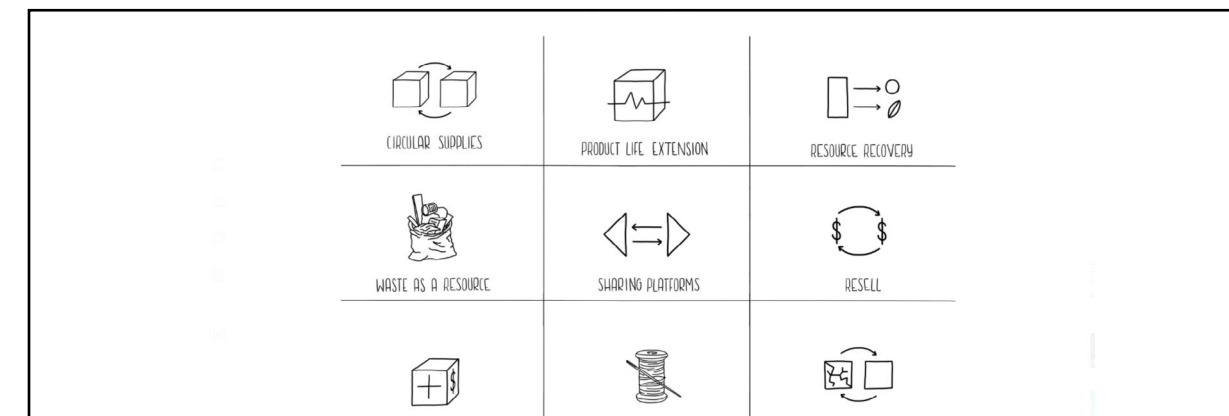 CIRCULAR SUPPLIES
PRODUCT LIFE EXTENSION
RESOURCE RECOVERY
WASTE AS A RESOURCE
SHARING PLATFORMS
RESELL
$ $
$